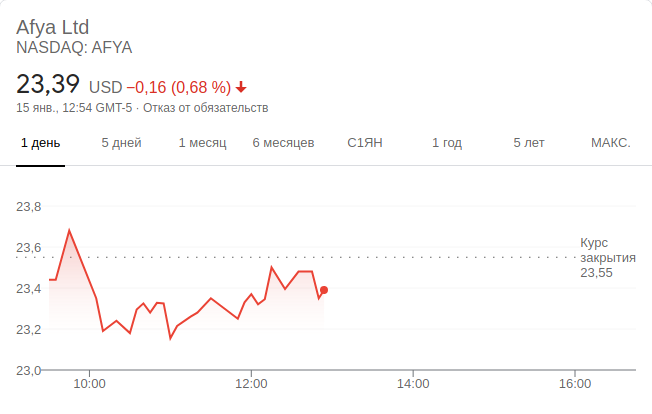 Afya Ltd
NASDAQ: AFYA
23,39 USD −0,16 (0,68 %)
15 янв., 12:54 GMT-5 · Отказ от обязательств
1 день 5 дней 1 месяц 6 месяцев С1ЯН 1 год 5 лет МАКС.
23,8
23,6
Курс
закрытия
23,55
23,4
23,2
23,0
10:00 12:00 14:00 16:00